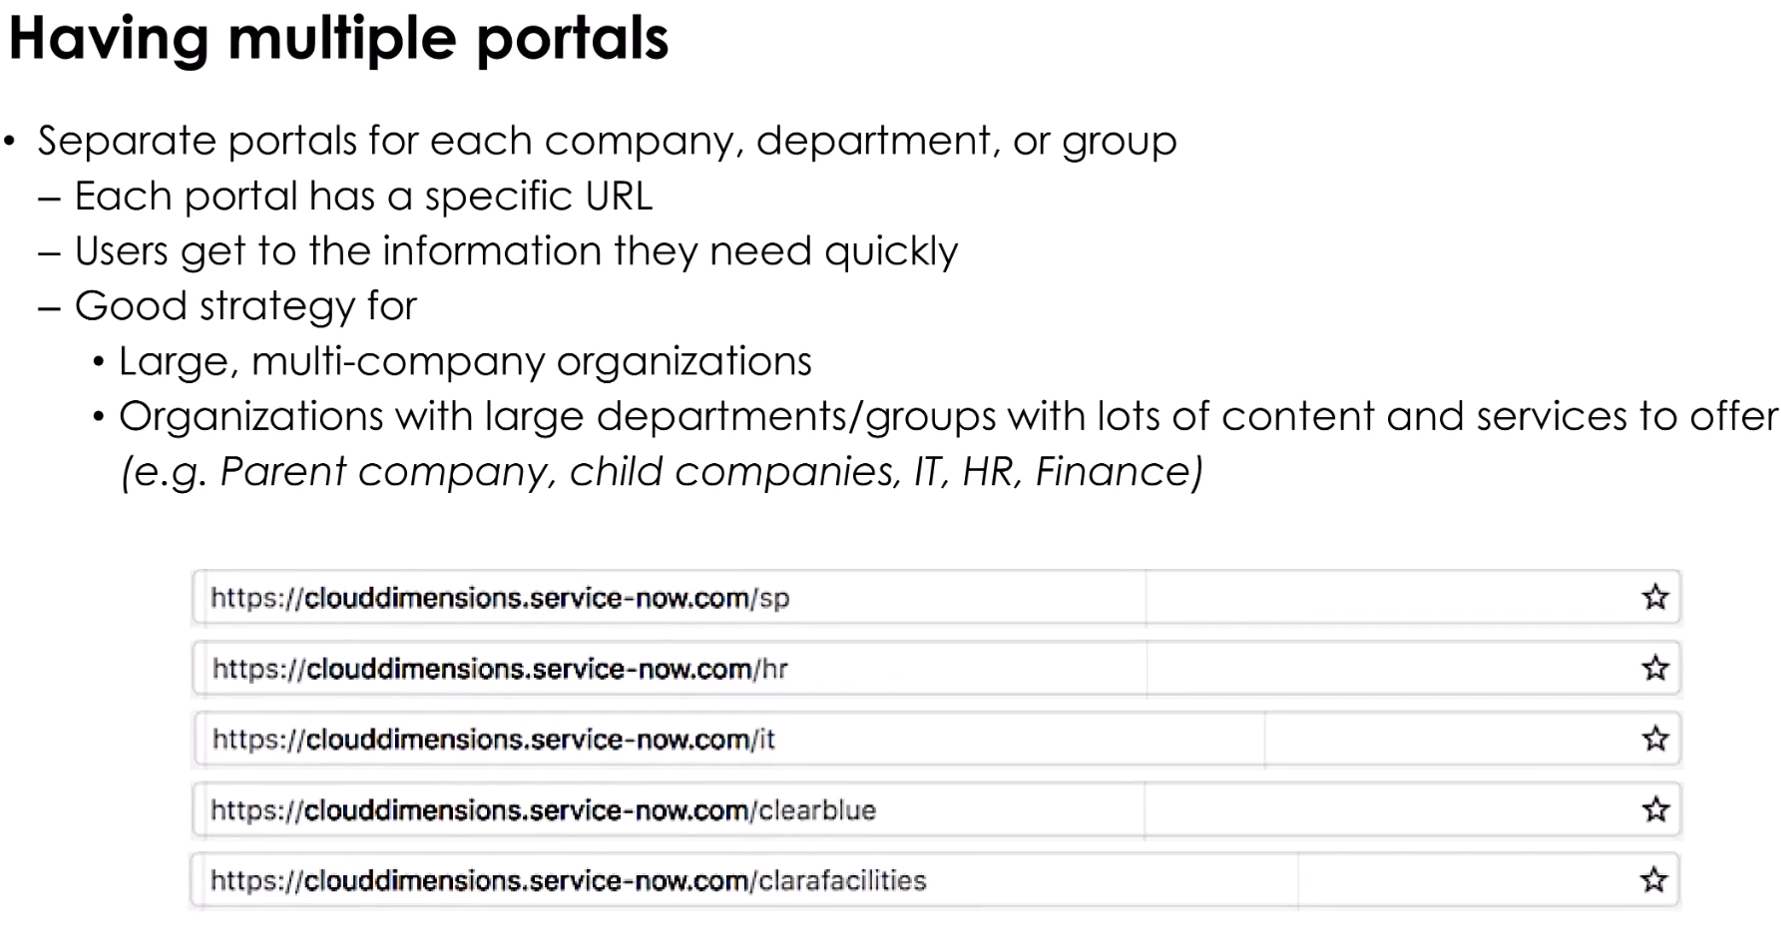 Having multiple portals
• Separate portals for each company, department, or group
– Each portal has a specific URL
– Users get to the information they need quickly
– Good strategy for
• Large, multi-company organizations
• Organizations with large departments/groups with lots of content and services to offer
(e.g. Parent company, child companies, IT, HR, Finance)
https://clouddimensions.service-now.com/sp
https://clouddimensions.service-now.com/hr
https://clouddimensions.service-now.com/it
https://clouddimensions.service-now.com/clearblue
https://clouddimensions.service-now.com/clarafacilities